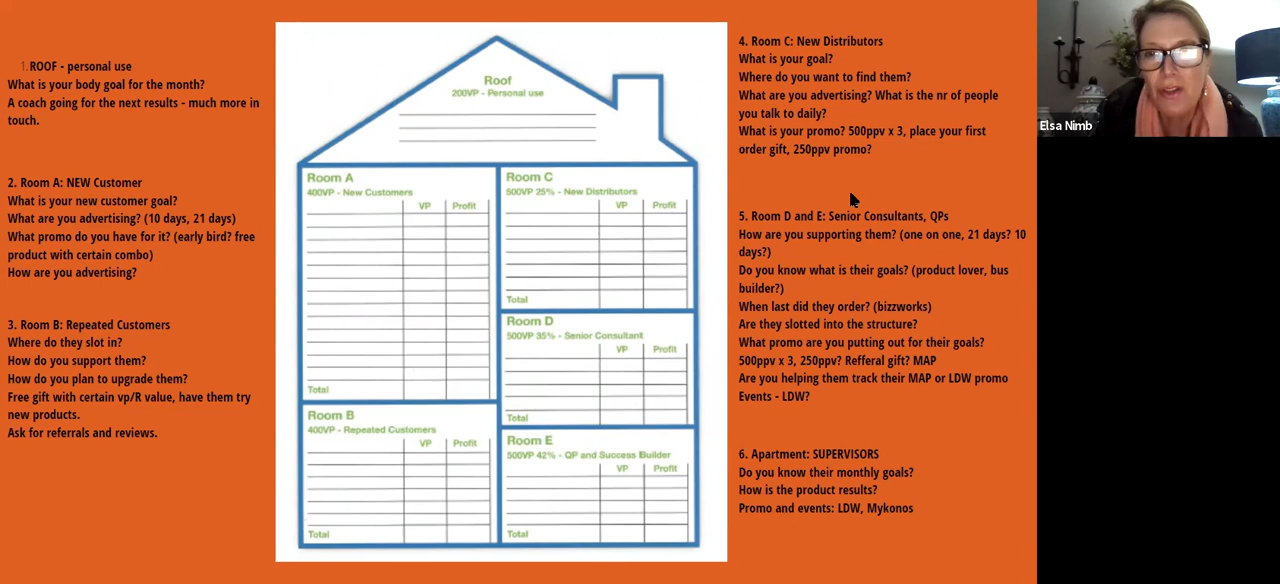 1. ROOF - personal use
What is your body goal for the month?
A coach going for the next results - much more in
touch.
2. Room A: NEW Customer
What is your new customer goal?
What are you advertising? (10 days, 21 days)
What promo do you have for it? (early bird? free
product with certain combo)
How are you advertising?
3. Room B: Repeated Customers
Where do they slot in?
How do you support them?
How do you plan to upgrade them?
Free gift with certain vp/R value, have them try
new products.
Ask for referrals and reviews.
Roof
200VP - Personal use
Room A
400VP - New Customers
VP Profit
Total
Room B
400VP - Repeated Customers
VP Profit
Total
Room C
500VP 25% - New Distributors
VP Profit
Total
Room D
500VP 35% - Senior Consultant
VP Profit
Total
Room E
500VP 42% - QP and Success Builder
VP Profit
Total
4. Room C: New Distributors
What is your goal?
Where do you want to find them?
What are you advertising? What is the nr of people
you talk to daily?
What is your promo? 500ppv x 3, place your first
order gift, 250ppv promo?
5. Room D and E: Senior Consultants, QPs
How are you supporting them? (one on one, 21 days? 10
days?)
Do you know what is their goals? (product lover, bus
builder?)
When last did they order? (bizzworks)
Are they slotted into the structure?
What promo are you putting out for their goals?
500ppv x 3, 250ppv? Refferal gift? MAP
Are you helping them track their MAP or LDW promo
Events - LDW?
6. Apartment: SUPERVISORS
Do you know their monthly goals?
How is the product results?
Promo and events: LDW, Mykonos
Elsa Nimb